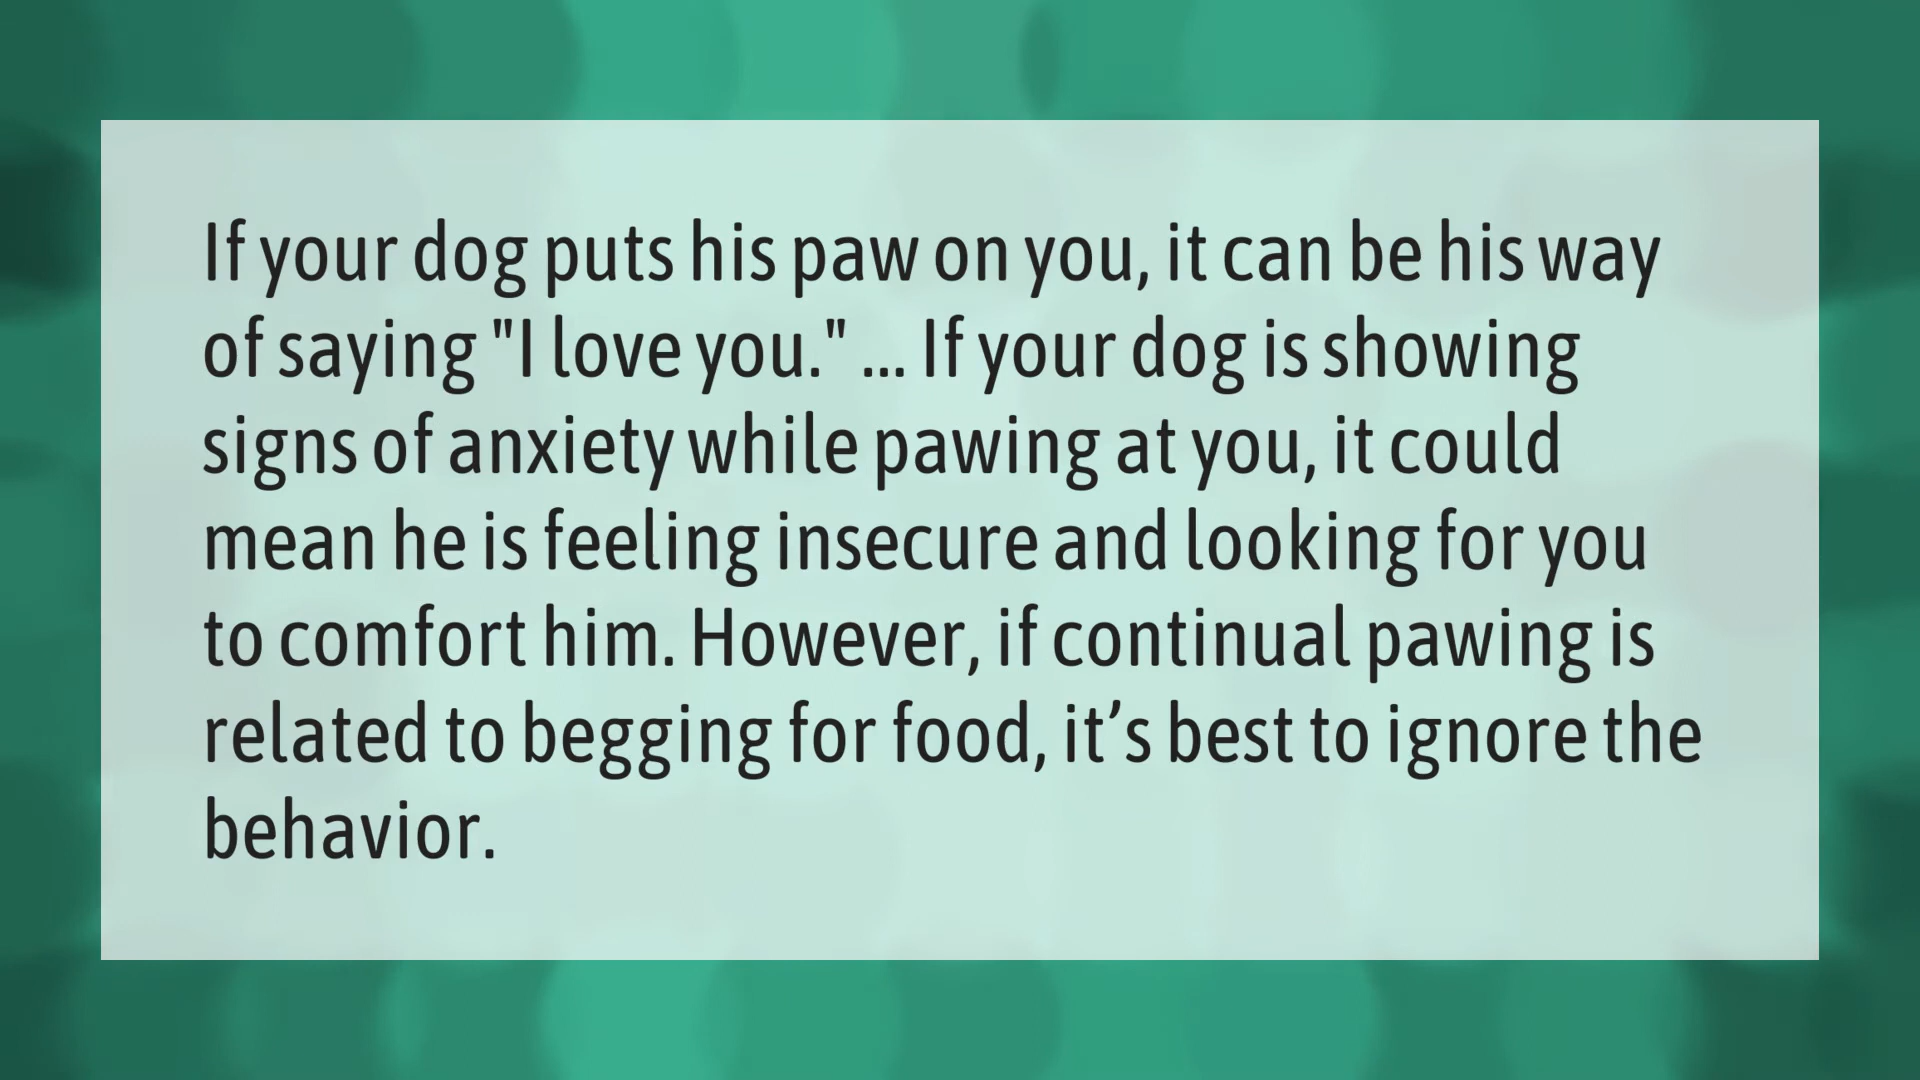 If your dog puts his paw on you, it can be his way
of saying "I love you." ... If your dog is showing
signs of anxiety while pawing at you, it could
mean he is feeling insecure and looking for you
to comfort him. However, if continual pawing is
related to begging for food, it’s best to ignore the
behavior.